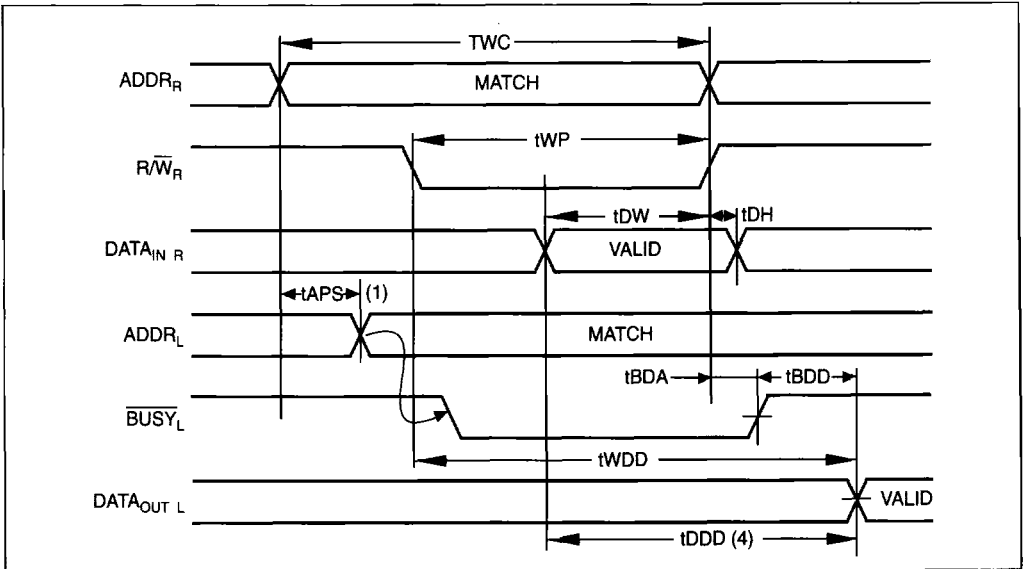 TWC
ADDR_R MATCH
tWP
R/W̅_R
tDW tDH
DATA_IN R VALID
tAPS (1)
ADDR_L MATCH
tBDA tBDD
B̅U̅S̅Y̅_L
tWDD
DATA_OUT L VALID
tDDD (4)